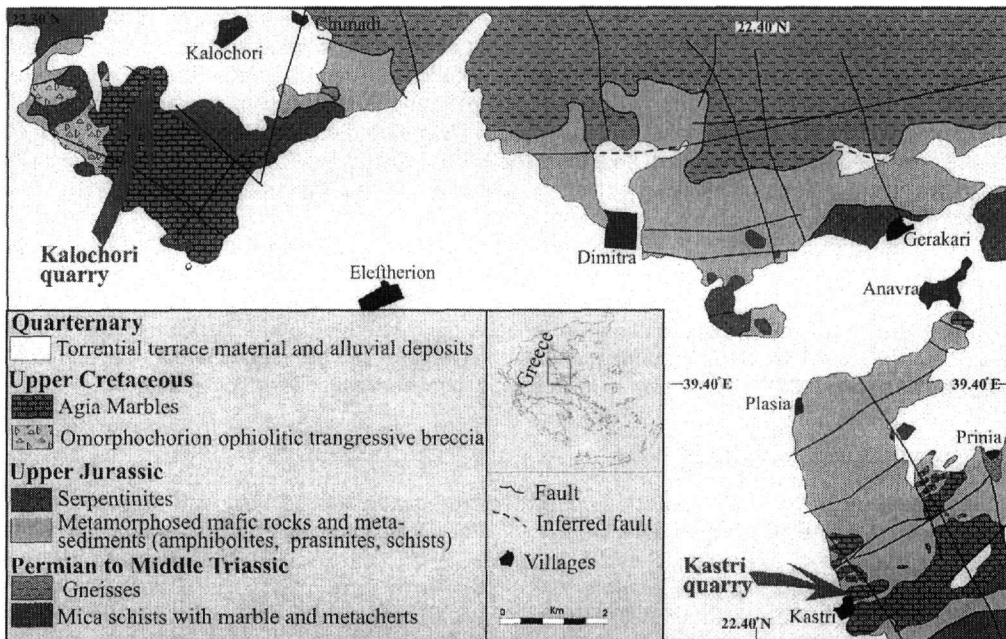 22.30°N
22.40°N
Kalochori
Chunadi
Kalochori
quarry
Eleftherion
Dimitra
Gerakari
Anavra
39.40°E
39.40°E
Plasia
Prinia
Kastri
quarry
Kastri
22.40°N
Quarternary
Torrential terrace material and alluvial deposits
Upper Cretaceous
Agia Marbles
Omorphochorion ophiolitic trangressive breccia
Upper Jurassic
Serpentinites
Metamorphosed mafic rocks and meta-
sediments (amphibolites, prasinites, schists)
Permian to Middle Triassic
Gneisses
Mica schists with marble and metacherts
Greece
Fault
Inferred fault
Villages
0 Km 2